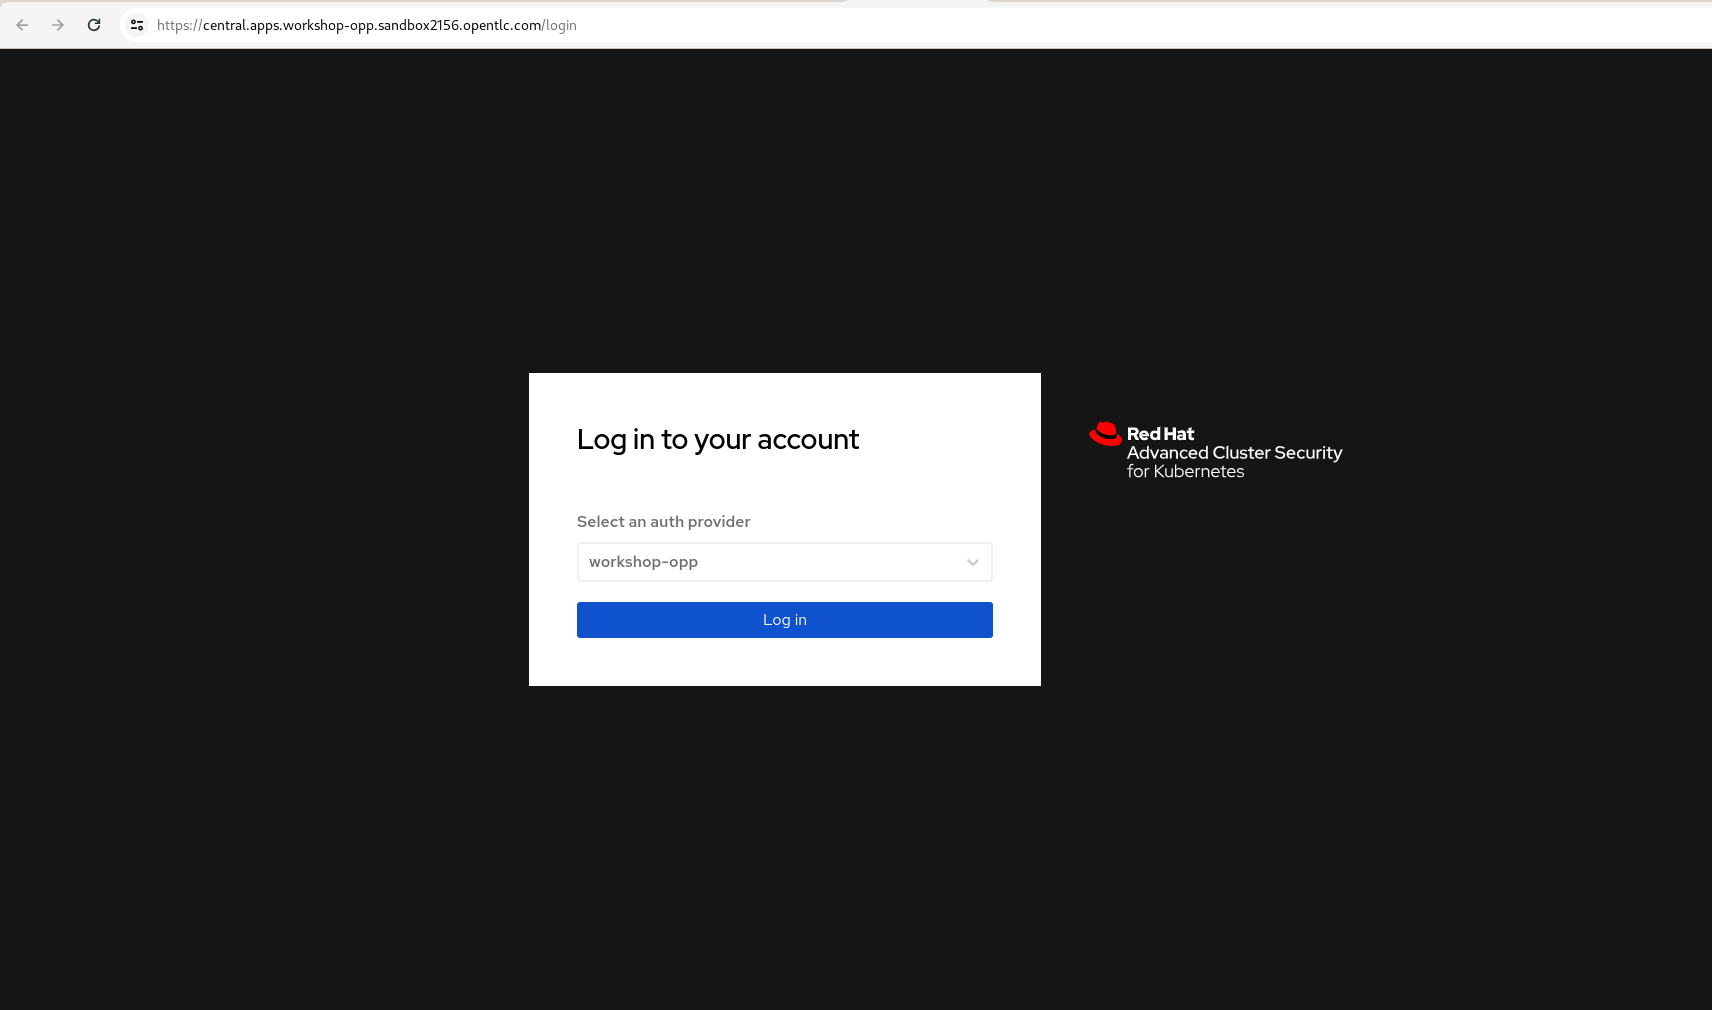 https://central.apps.workshop-opp.sandbox2156.opentlc.com/login
Log in to your account
Select an auth provider
workshop-opp
Log in
Red Hat
Advanced Cluster Security
for Kubernetes